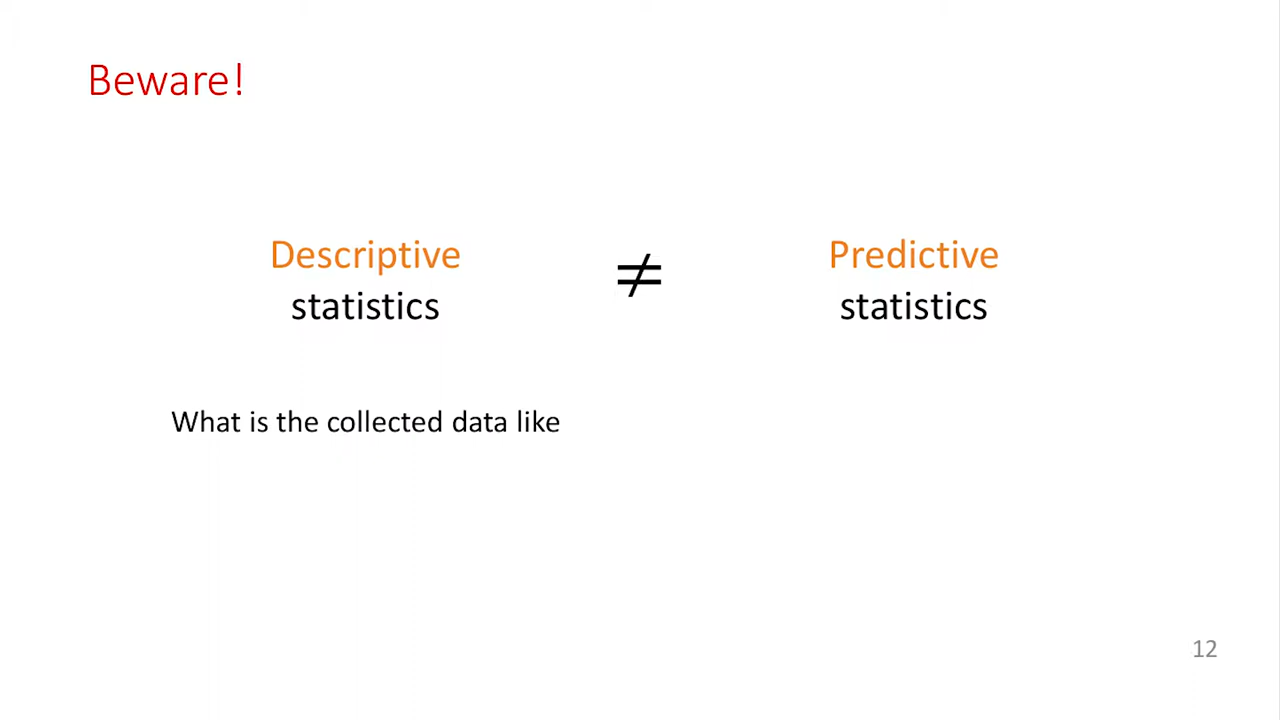 Beware!
Descriptive
statistics
≠
Predictive
statistics
What is the collected data like
12